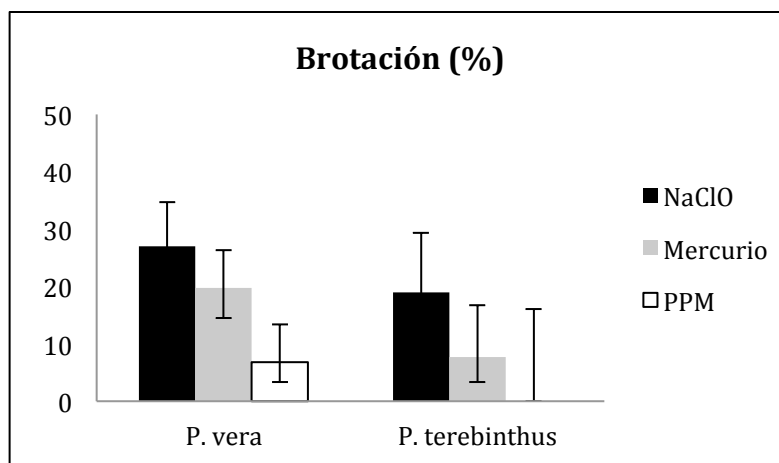 Brotación (%)
50
40
30
20
10
0
P. vera
P. terebinthus
NaClO
Mercurio
PPM